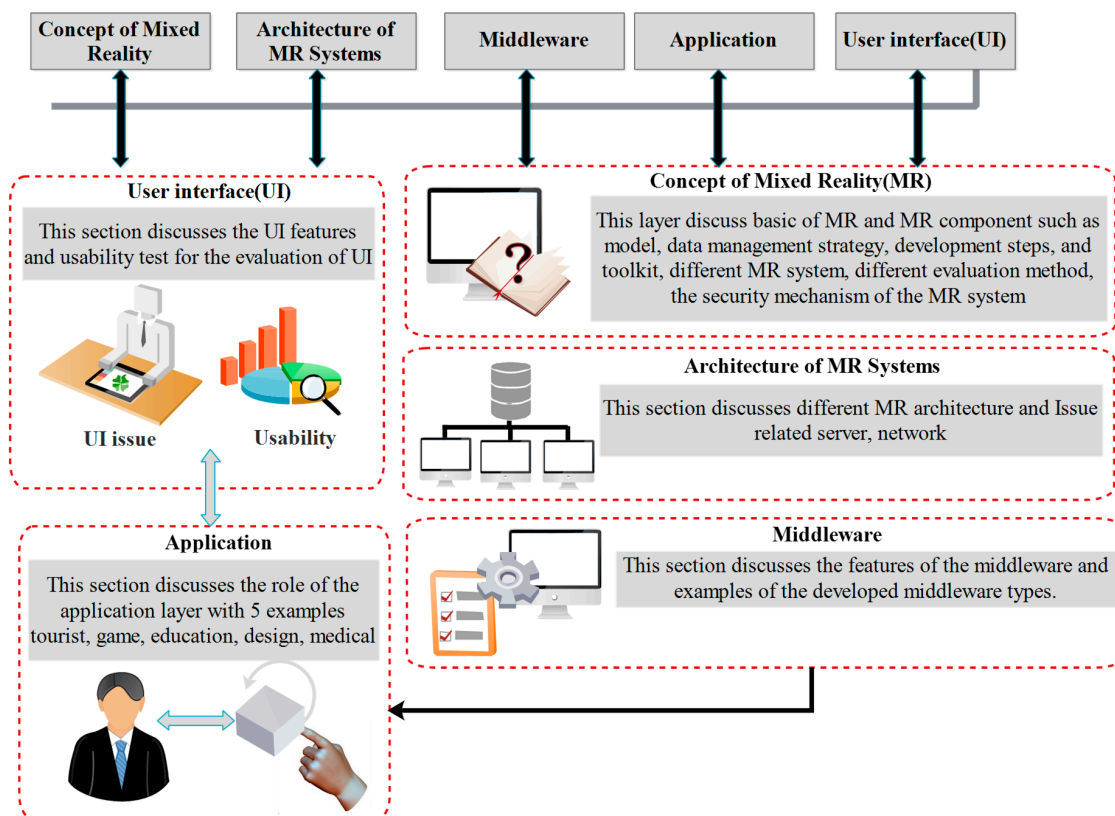 Concept of Mixed
Reality
Architecture of
MR Systems
Middleware
Application
User interface(UI)
User interface(UI)
This section discusses the UI features
and usability test for the evaluation of UI
UI issue
Usability
Concept of Mixed Reality(MR)
This layer discuss basic of MR and MR component such as
model, data management strategy, development steps, and
toolkit, different MR system, different evaluation method,
the security mechanism of the MR system
?
Architecture of MR Systems
This section discusses different MR architecture and Issue
related server, network
Application
This section discusses the role of the
application layer with 5 examples
tourist, game, education, design, medical
Middleware
This section discusses the features of the middleware and
examples of the developed middleware types.